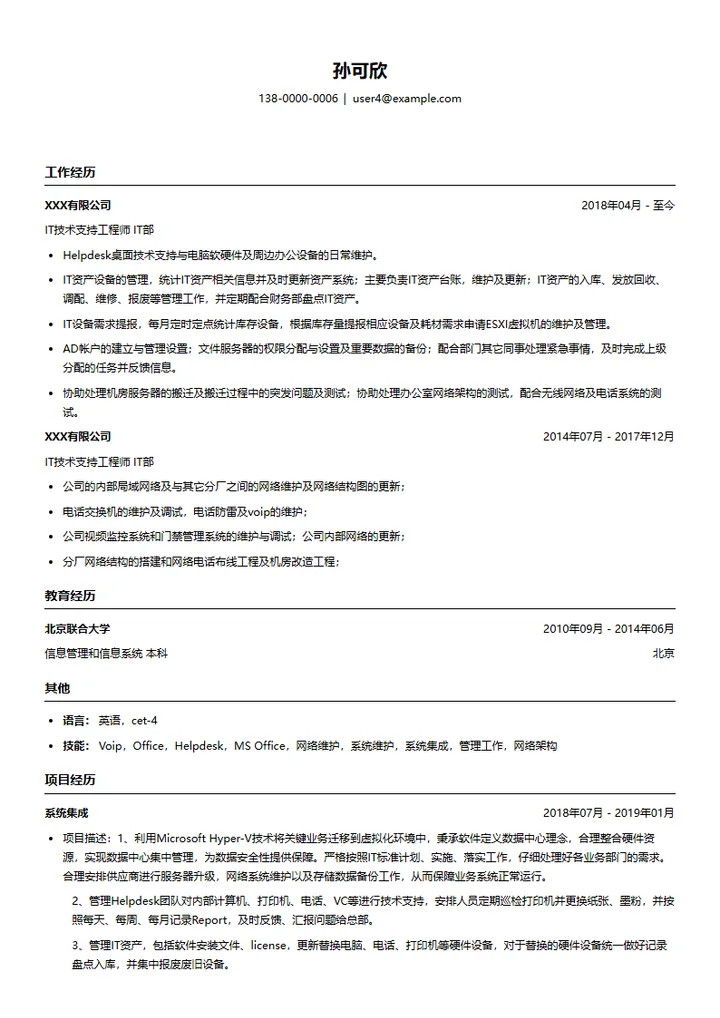 孙可欣
138-0000-0006 | user4@example.com
工作经历
XXX有限公司 2018年04月 - 至今
IT技术支持工程师 IT部
• Helpdesk桌面技术支持与电脑软硬件及周边办公设备的日常维护。
• IT资产设备的管理，统计IT资产相关信息并及时更新资产系统；主要负责IT资产台账，维护及更新；IT资产的入库、发放回收、
调配、维修、报废等管理工作，并定期配合财务部盘点IT资产。
• IT设备需求提报，每月定时定点统计库存设备，根据库存量提报相应设备及耗材需求申请ESXI虚拟机的维护及管理。
• AD帐户的建立与管理设置；文件服务器的权限分配与设置及重要数据的备份；配合部门其它同事处理紧急事情，及时完成上级
分配的任务并反馈信息。
• 协助处理机房服务器的搬迁及搬迁过程中的突发问题及测试；协助处理办公室网络架构的测试，配合无线网络及电话系统的测
试。
XXX有限公司 2014年07月 - 2017年12月
IT技术支持工程师 IT部
• 公司的内部局域网络及与其它分厂之间的网络维护及网络结构图的更新；
• 电话交换机的维护及调试，电话防雷及voip的维护；
• 公司视频监控系统和门禁管理系统的维护与调试；公司内部网络的更新；
• 分厂网络结构的搭建和网络电话布线工程及机房改造工程；
教育经历
北京联合大学 2010年09月 - 2014年06月
信息管理和信息系统 本科 北京
其他
• 语言： 英语，cet-4
• 技能： Voip，Office，Helpdesk，MS Office，网络维护，系统维护，系统集成，管理工作，网络架构
项目经历
系统集成 2018年07月 - 2019年01月
• 项目描述：1、利用Microsoft Hyper-V技术将关键业务迁移到虚拟化环境中，秉承软件定义数据中心理念，合理整合硬件资
源，实现数据中心集中管理，为数据安全性提供保障。严格按照IT标准计划、实施、落实工作，仔细处理好各业务部门的需求。
合理安排供应商进行服务器升级，网络系统维护以及存储数据备份工作，从而保障业务系统正常运行。
2、管理Helpdesk团队对内部计算机、打印机、电话、VC等进行技术支持，安排人员定期巡检打印机并更换纸张、墨粉，并按
照每天、每周、每月记录Report，及时反馈、汇报问题给总部。
3、管理IT资产，包括软件安装文件、license，更新替换电脑、电话、打印机等硬件设备，对于替换的硬件设备统一做好记录
盘点入库，并集中报废废旧设备。